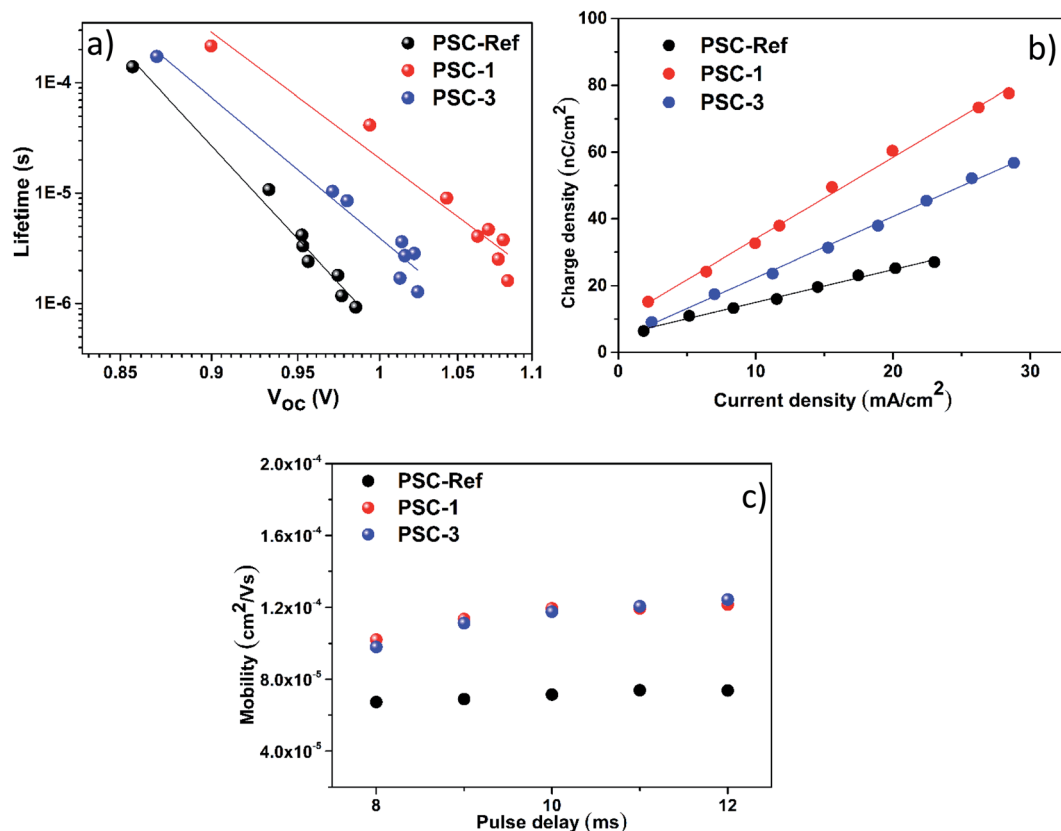 a)
PSC-Ref
PSC-1
PSC-3
1E-4
1E-5
1E-6
Lifetime (s)
0.85
0.9
0.95
1
1.05
1.1
V_OC (V)
b)
PSC-Ref
PSC-1
PSC-3
100
80
60
40
20
0
Charge density (nC/cm²)
0
10
20
30
Current density (mA/cm²)
c)
PSC-Ref
PSC-1
PSC-3
2.0x10⁻⁴
1.6x10⁻⁴
1.2x10⁻⁴
8.0x10⁻⁵
4.0x10⁻⁵
Mobility (cm²/Vs)
8
10
12
Pulse delay (ms)